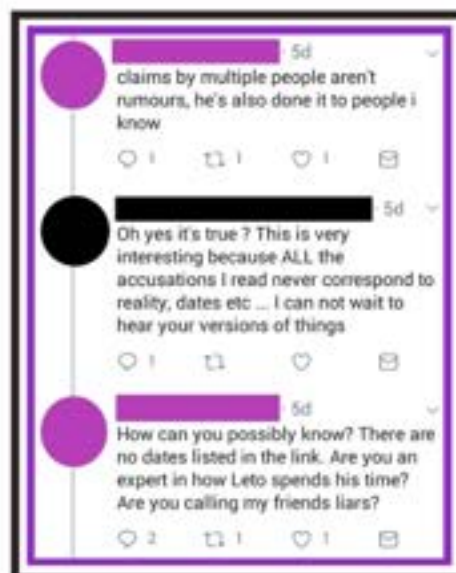 5d
claims by multiple people aren't
rumours, he's also done it to people i
know
1 1 1
5d
Oh yes it's true ? This is very
interesting because ALL the
accusations I read never correspond to
reality, dates etc ... I can not wait to
hear your versions of things
1
5d
How can you possibly know? There are
no dates listed in the link. Are you an
expert in how Leto spends his time?
Are you calling my friends liars?
2 1 1